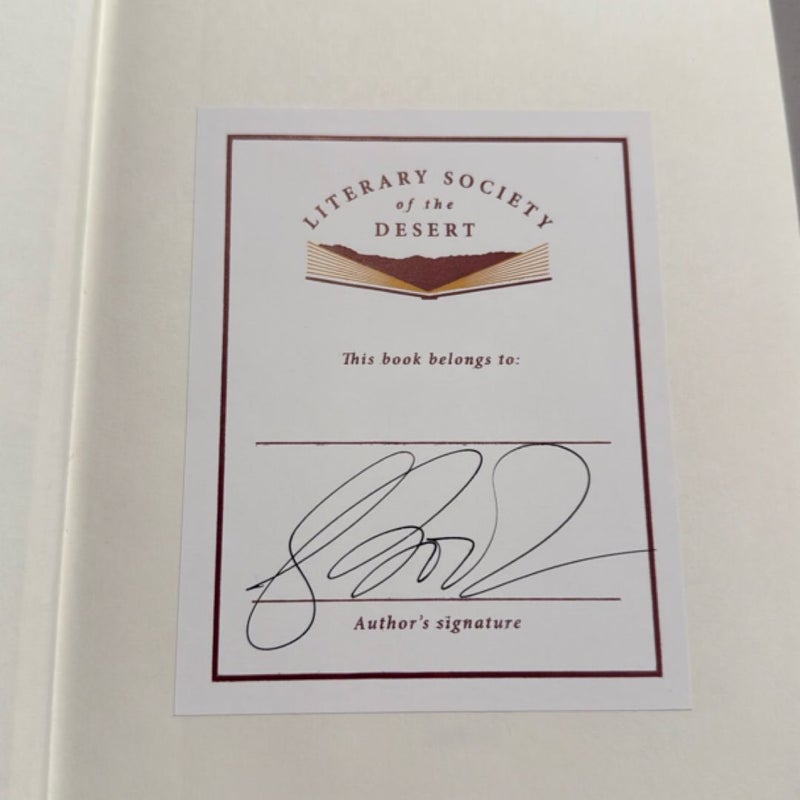 LITERARY SOCIETY
of the
DESERT
This book belongs to:
Author's signature